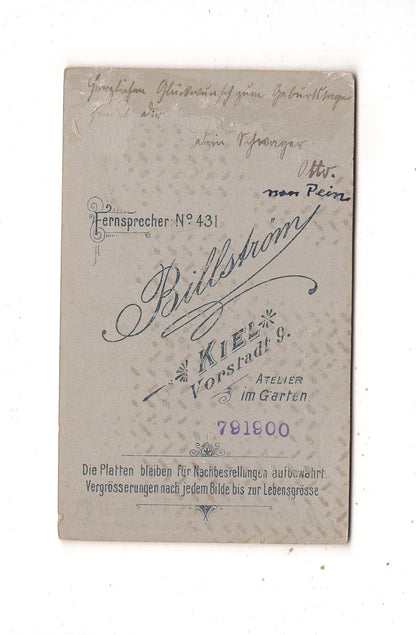 Herzlichen Glückwunsch zum Geburtstage
dein Schwager
Otto.
von Pein
Fernsprecher: Nº 431.
Billström
KIEL
Vorstadt 9.
ATELIER
im Garten.
791900
Die Platten bleiben für Nachbestellungen aufbewahrt
Vergrösserungen nach jedem Bilde bis zur Lebensgrösse